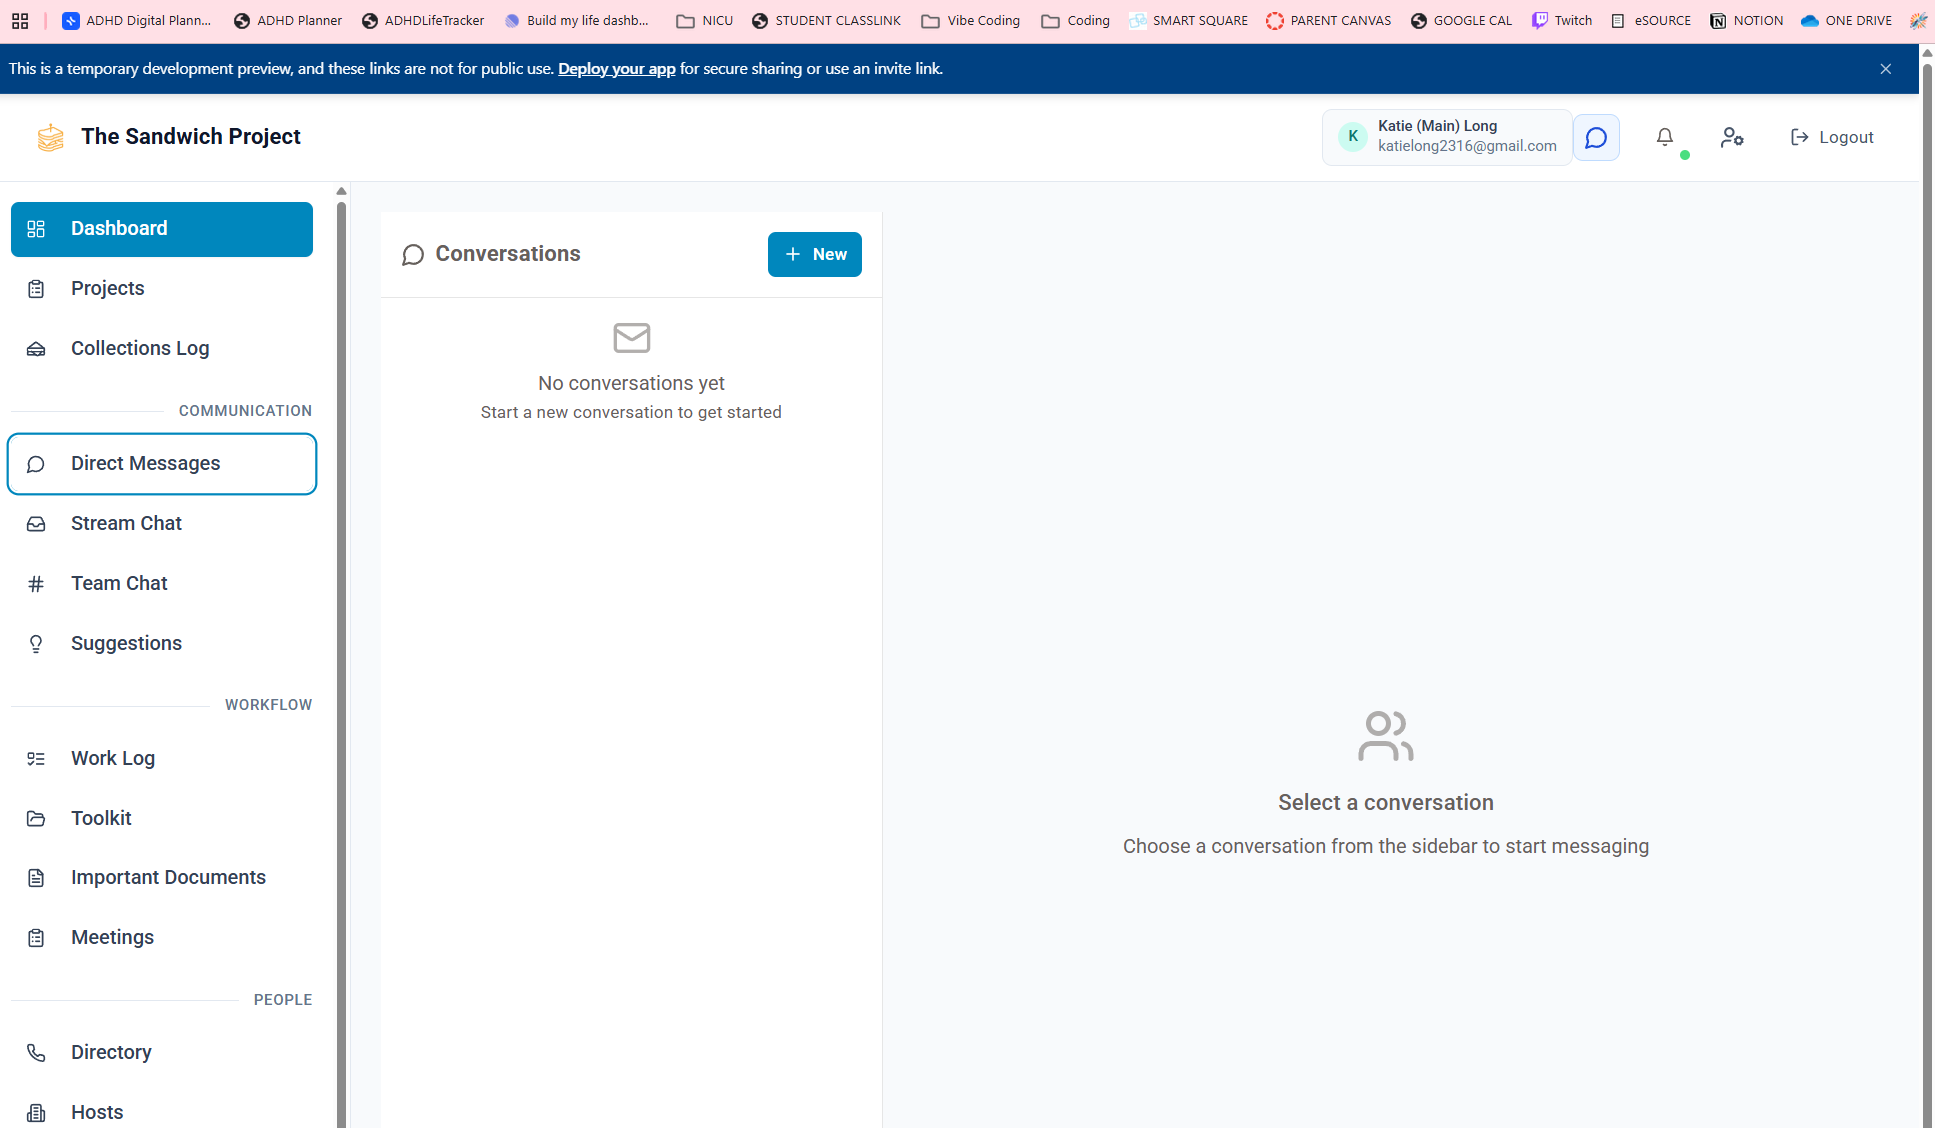 ADHD Digital Plann...
ADHD Planner
ADHDLifeTracker
Build my life dashb...
NICU
STUDENT CLASSLINK
Vibe Coding
Coding
SMART SQUARE
PARENT CANVAS
GOOGLE CAL
Twitch
eSOURCE
NOTION
ONE DRIVE
This is a temporary development preview, and these links are not for public use. Deploy your app for secure sharing or use an invite link.
The Sandwich Project
K
Katie (Main) Long
katielong2316@gmail.com
Logout
Dashboard
Projects
Collections Log
COMMUNICATION
Direct Messages
Stream Chat
Team Chat
Suggestions
WORKFLOW
Work Log
Toolkit
Important Documents
Meetings
PEOPLE
Directory
Hosts
Conversations
New
No conversations yet
Start a new conversation to get started
Select a conversation
Choose a conversation from the sidebar to start messaging